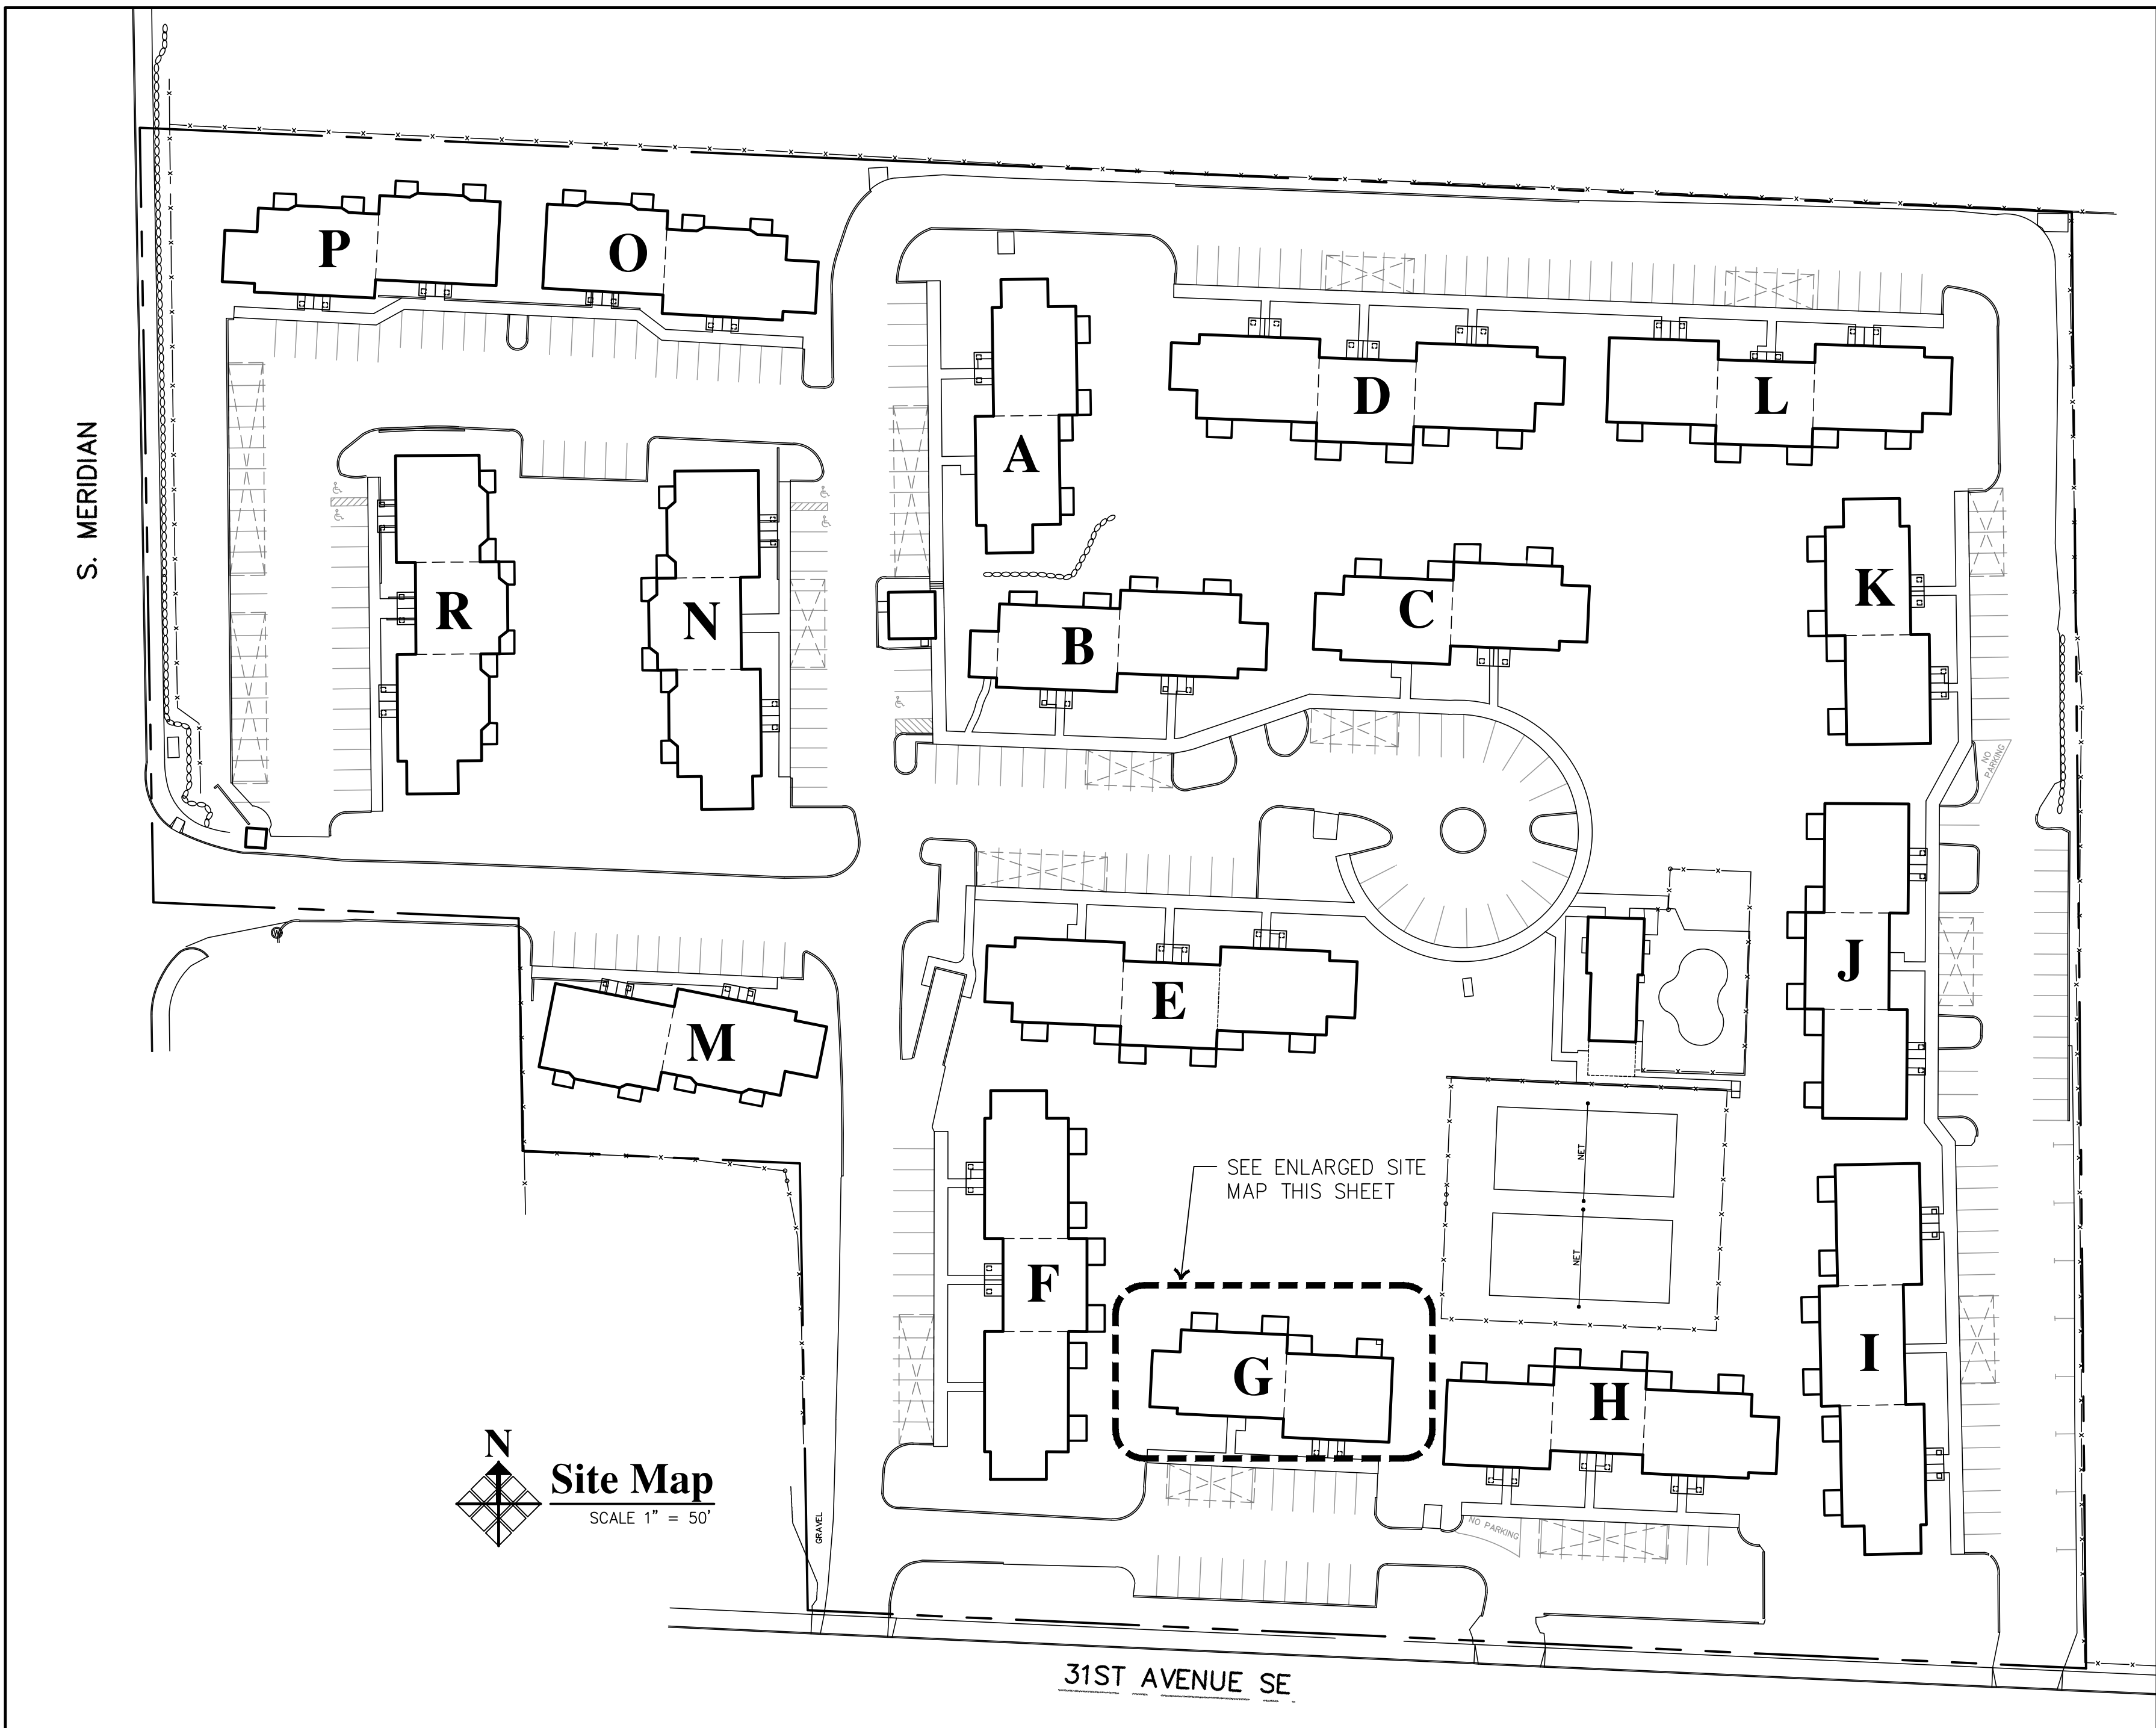 P
O
A
D
L
S. MERIDIAN
R
N
B
C
K
NO
PARKING
W
M
E
J
SEE ENLARGED SITE
MAP THIS SHEET
NET
NET
F
G
H
I
N
Site Map
SCALE 1" = 50'
GRAVEL
NO PARKING
31ST AVENUE SE